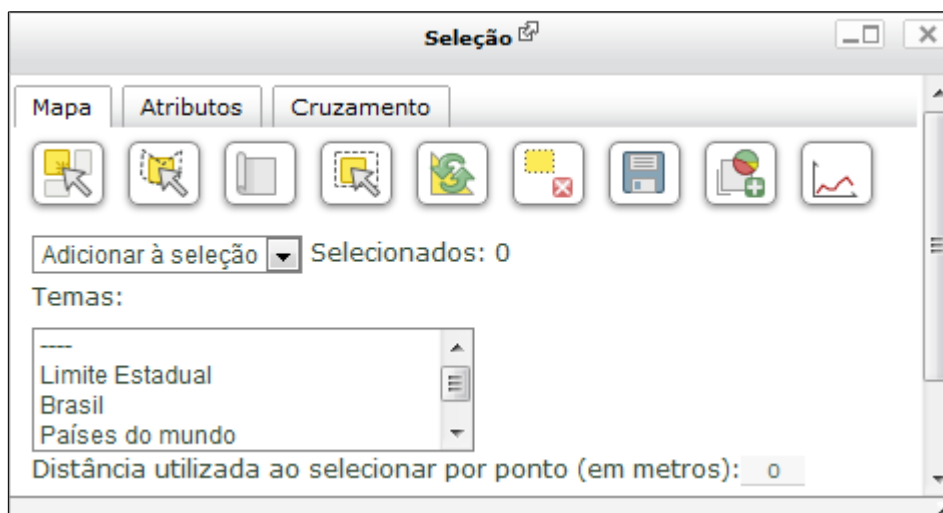 Seleção
Mapa Atributos Cruzamento
Adicionar à seleção Selecionados: 0
Temas:
----
Limite Estadual
Brasil
Países do mundo
Distância utilizada ao selecionar por ponto (em metros): 0